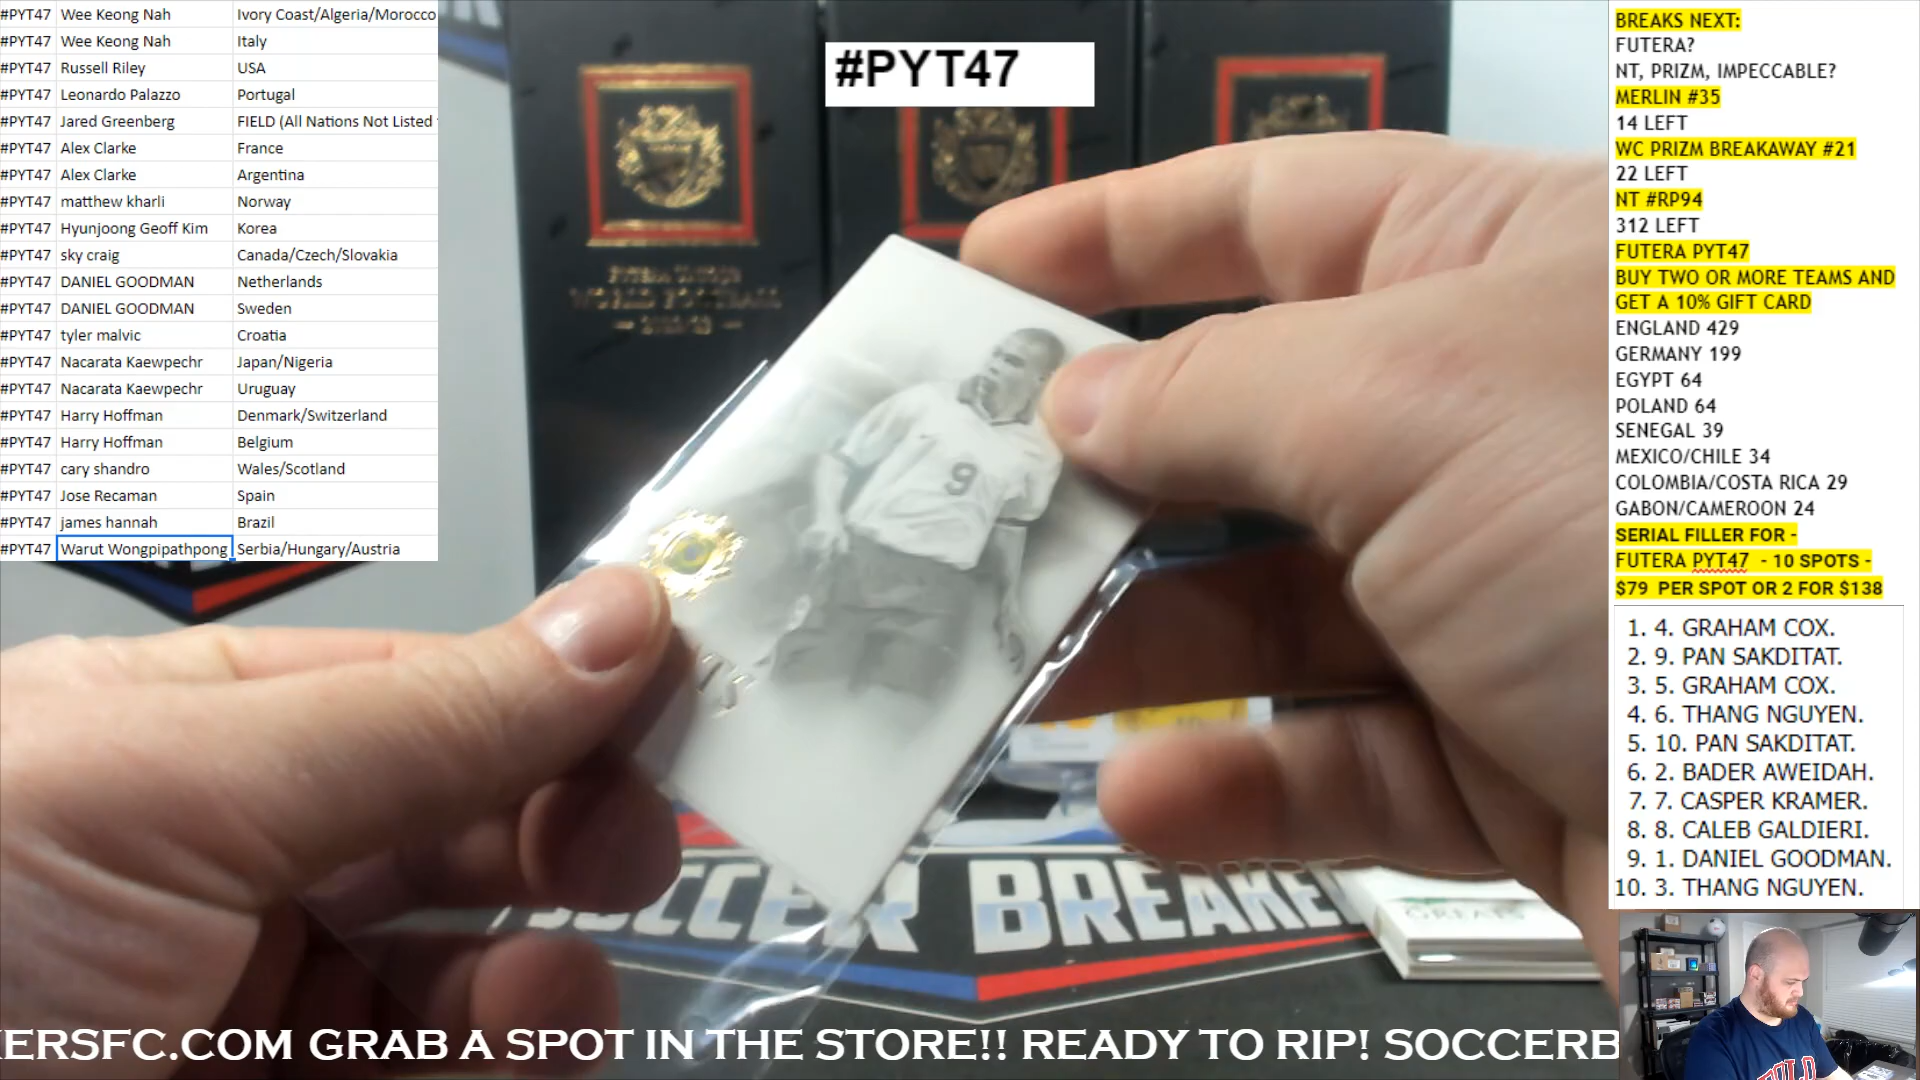 #PYT47 Wee Keong Nah Ivory Coast/Algeria/Morocco
#PYT47 Wee Keong Nah Italy
#PYT47 Russell Riley USA
#PYT47 Leonardo Palazzo Portugal
#PYT47 Jared Greenberg FIELD (All Nations Not Listed
#PYT47 Alex Clarke France
#PYT47 Alex Clarke Argentina
#PYT47 matthew kharli Norway
#PYT47 Hyunjoong Geoff Kim Korea
#PYT47 sky craig Canada/Czech/Slovakia
#PYT47 DANIEL GOODMAN Netherlands
#PYT47 DANIEL GOODMAN Sweden
#PYT47 tyler malvic Croatia
#PYT47 Nacarata Kaewpechr Japan/Nigeria
#PYT47 Nacarata Kaewpechr Uruguay
#PYT47 Harry Hoffman Denmark/Switzerland
#PYT47 Harry Hoffman Belgium
#PYT47 cary shandro Wales/Scotland
#PYT47 Jose Recaman Spain
#PYT47 james hannah Brazil
#PYT47 Warut Wongpipathpong Serbia/Hungary/Austria
#PYT47
WORLD FOOTBALL
9
SOCCER BREAKE
GREATS
BREAKS NEXT:
FUTERA?
NT, PRIZM, IMPECCABLE?
MERLIN #35
14 LEFT
WC PRIZM BREAKAWAY #21
22 LEFT
NT #RP94
312 LEFT
FUTERA PYT47
BUY TWO OR MORE TEAMS AND
GET A 10% GIFT CARD
ENGLAND 429
GERMANY 199
EGYPT 64
POLAND 64
SENEGAL 39
MEXICO/CHILE 34
COLOMBIA/COSTA RICA 29
GABON/CAMEROON 24
SERIAL FILLER FOR -
FUTERA PYT47 - 10 SPOTS -
$79 PER SPOT OR 2 FOR $138
1. 4. GRAHAM COX.
2. 9. PAN SAKDITAT.
3. 5. GRAHAM COX.
4. 6. THANG NGUYEN.
5. 10. PAN SAKDITAT.
6. 2. BADER AWEIDAH.
7. 7. CASPER KRAMER.
8. 8. CALEB GALDIERI.
9. 1. DANIEL GOODMAN.
10. 3. THANG NGUYEN.
ERSFC.COM GRAB A SPOT IN THE STORE!! READY TO RIP! SOCCERB